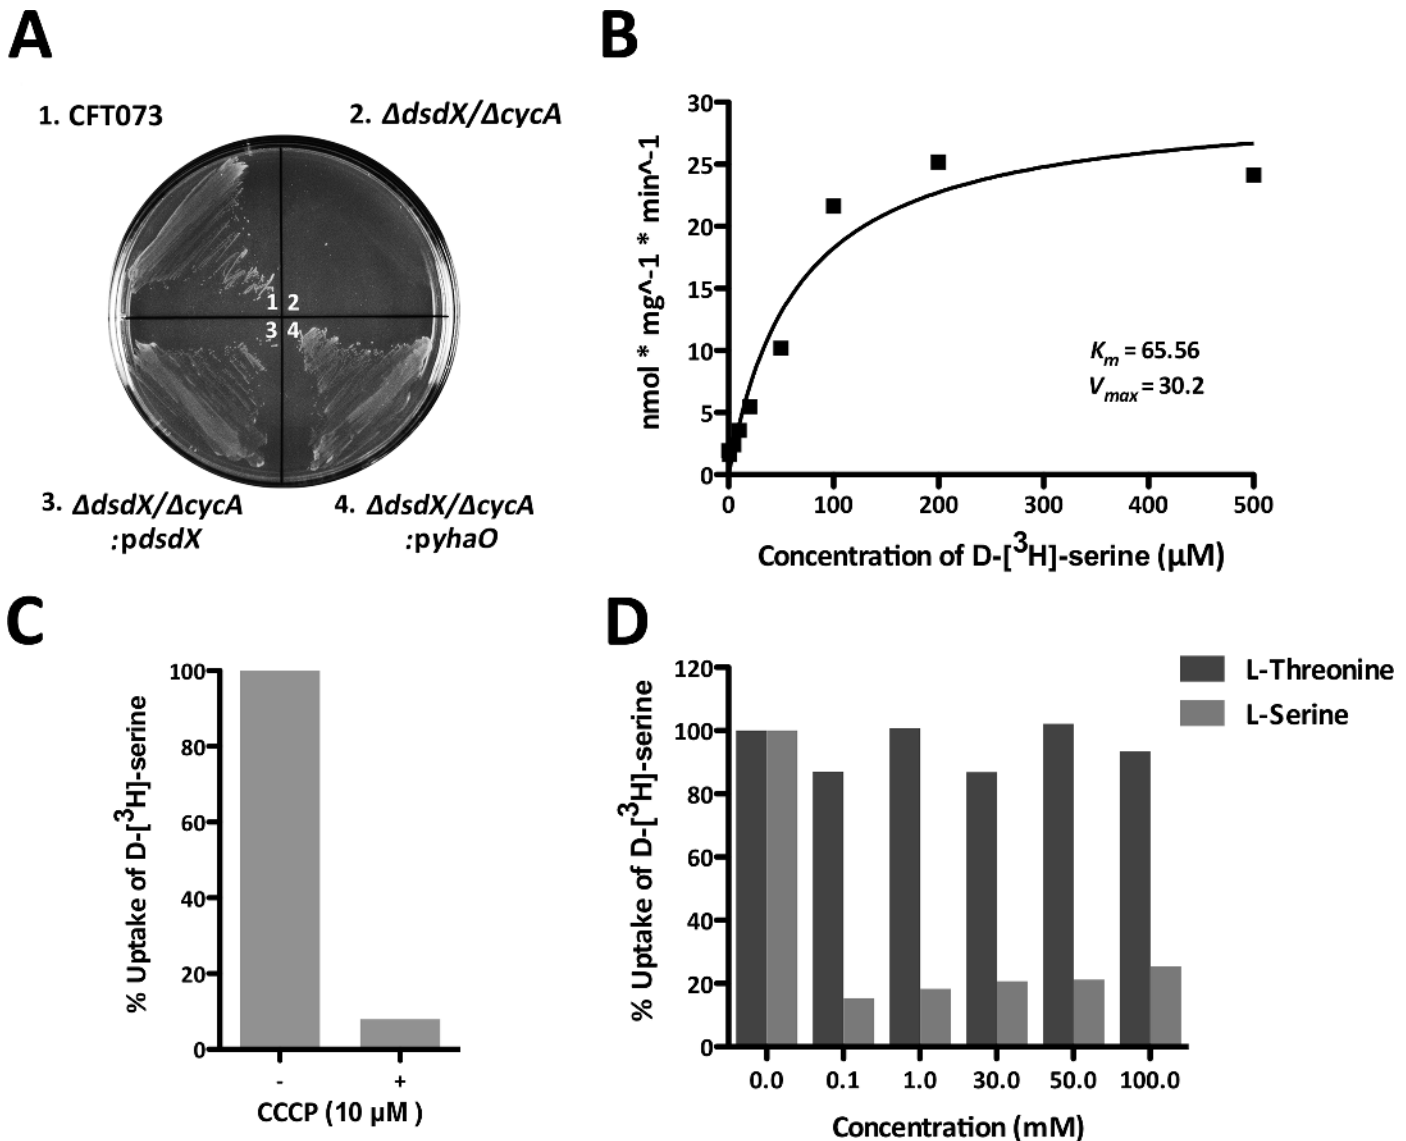 A
1. CFT073
2. ΔdsdX/ΔcycA
1 2
3 4
3. ΔdsdX/ΔcycA
:pdsdX
4. ΔdsdX/ΔcycA
:pyhaO
B
nmol * mg^-1 * min^-1
30
25
20
15
10
5
0
Km = 65.56
Vmax = 30.2
0 100 200 300 400 500
Concentration of D-[³H]-serine (µM)
C
% Uptake of D-[³H]-serine
100
80
60
40
20
0
- +
CCCP (10 µM )
D
% Uptake of D-[³H]-serine
120
100
80
60
40
20
0
L-Threonine
L-Serine
0.0 0.1 1.0 30.0 50.0 100.0
Concentration (mM)